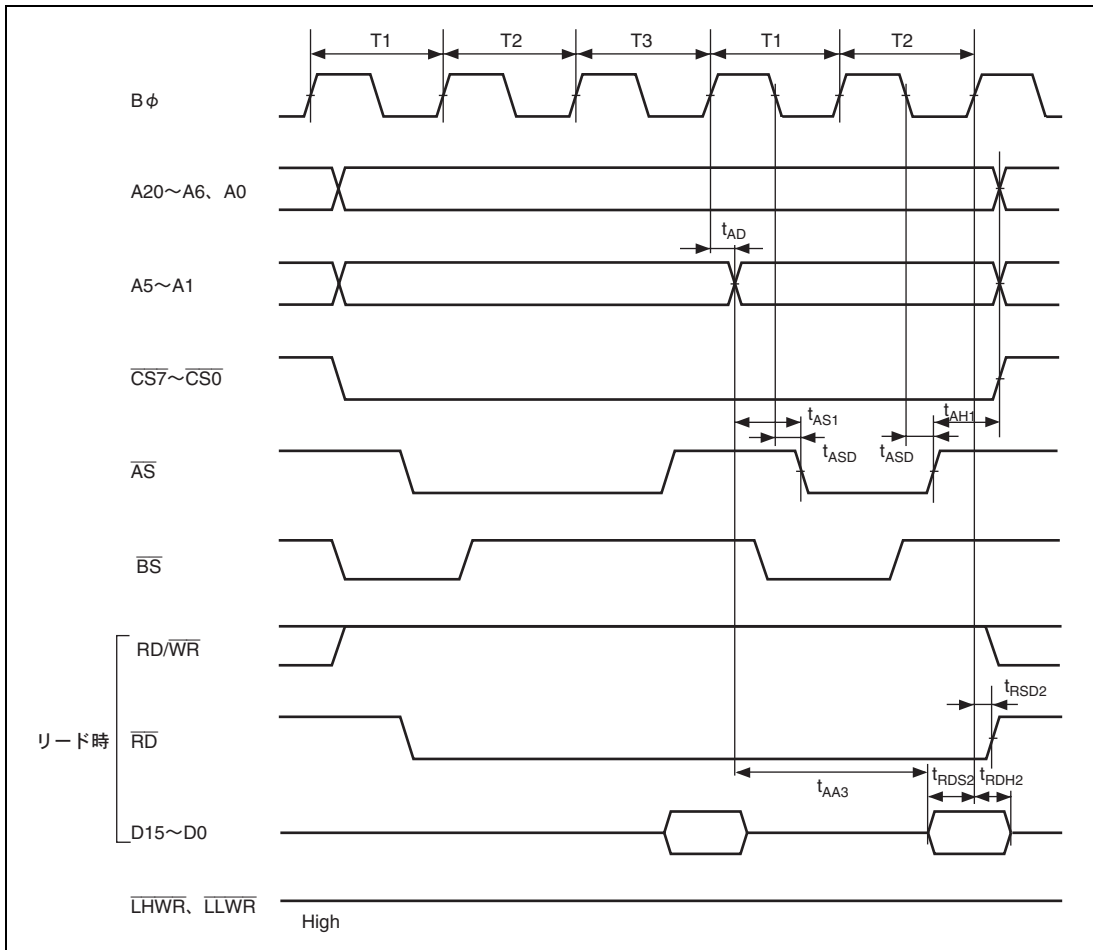 T1 T2 T3 T1 T2
Bφ
A20～A6、A0
tAD
A5～A1
CS7～CS0
tAS1 tAH1
tASD tASD
AS
BS
RD/WR
tRSD2
リード時 RD
tAA3 tRDS2 tRDH2
D15～D0
LHWR、LLWR
High